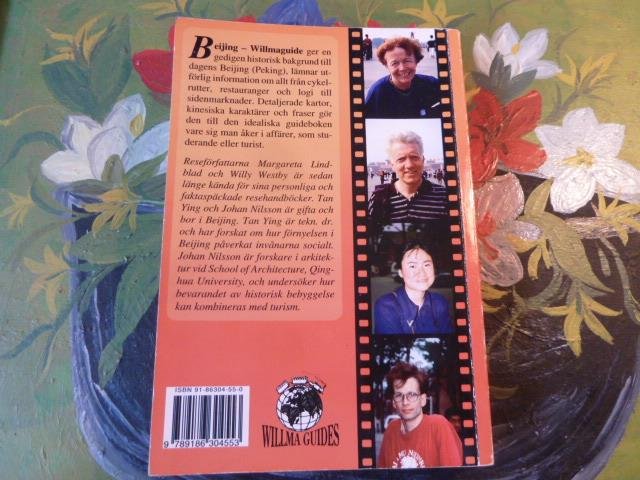 Beijing – Willmaguide ger en
gedigen historisk bakgrund till
dagens Beijing (Peking), lämnar ut-
förlig information om allt från cykel-
rutter, restauranger och logi till
sidenmarknader. Detaljerade kartor,
kinesiska karaktärer och fraser gör
den till den idealiska guideboken
vare sig man åker i affärer, som stu-
derande eller turist.
Reseförfattarna Margareta Lind-
blad och Willy Westby är sedan
länge kända för sina personliga och
faktaspäckade resehandböcker. Tan
Ying och Johan Nilsson är gifta och
bor i Beijing. Tan Ying är tekn. dr.
och har forskat om hur förnyelsen i
Beijing påverkat invånarna socialt.
Johan Nilsson är forskare i arkitek-
tur vid School of Architecture, Qing-
hua University, och undersöker hur
bevarandet av historisk bebyggelse
kan kombineras med turism.
ISBN 91-86304-55-0
9 789186 304553
WILLMA GUIDES